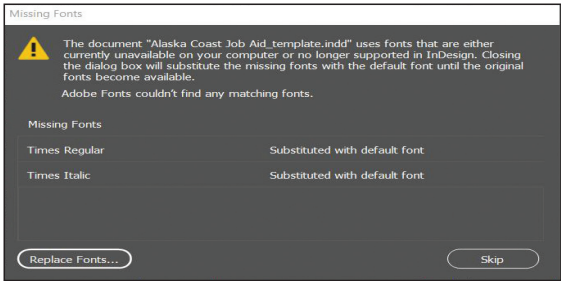 Missing Fonts
The document "Alaska Coast Job Aid_template.indd" uses fonts that are either
currently unavailable on your computer or no longer supported in InDesign. Closing
the dialog box will substitute the missing fonts with the default font until the original
fonts become available.
Adobe Fonts couldn't find any matching fonts.
Missing Fonts
Times Regular Substituted with default font
Times Italic Substituted with default font
Replace Fonts... Skip